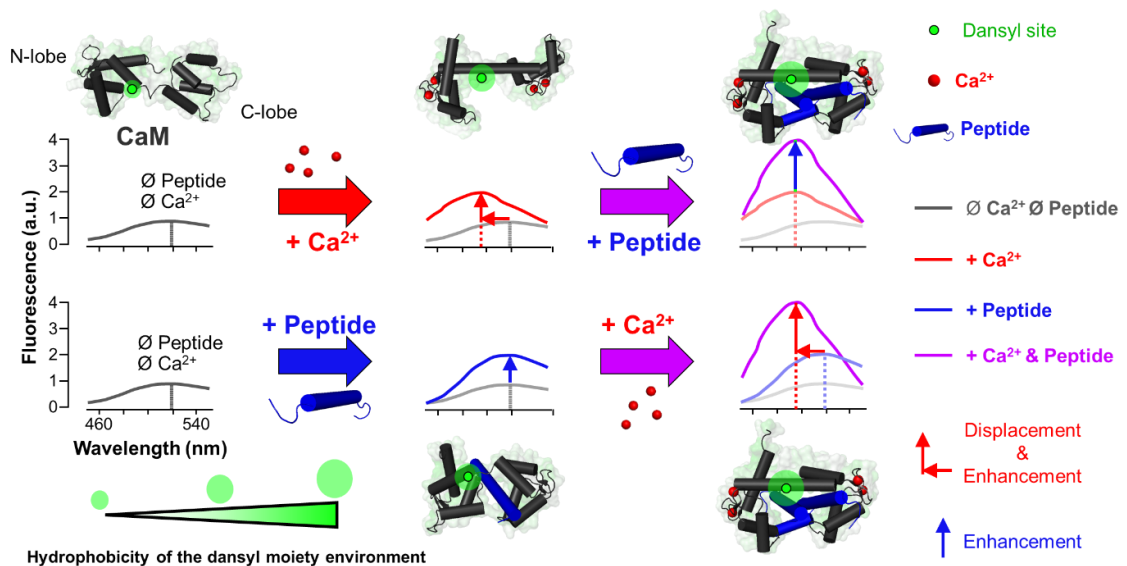 N-lobe
C-lobe
CaM
Dansyl site
Ca²⁺
Peptide
Fluorescence (a.u.)
4
3
2
1
0
Ø Peptide
Ø Ca²⁺
+ Ca²⁺
+ Peptide
Ø Ca²⁺ Ø Peptide
+ Ca²⁺
+ Peptide
+ Ca²⁺ & Peptide
4
3
2
1
0
Ø Peptide
Ø Ca²⁺
+ Peptide
+ Ca²⁺
460
540
Wavelength (nm)
Displacement
&
Enhancement
Enhancement
Hydrophobicity of the dansyl moiety environment